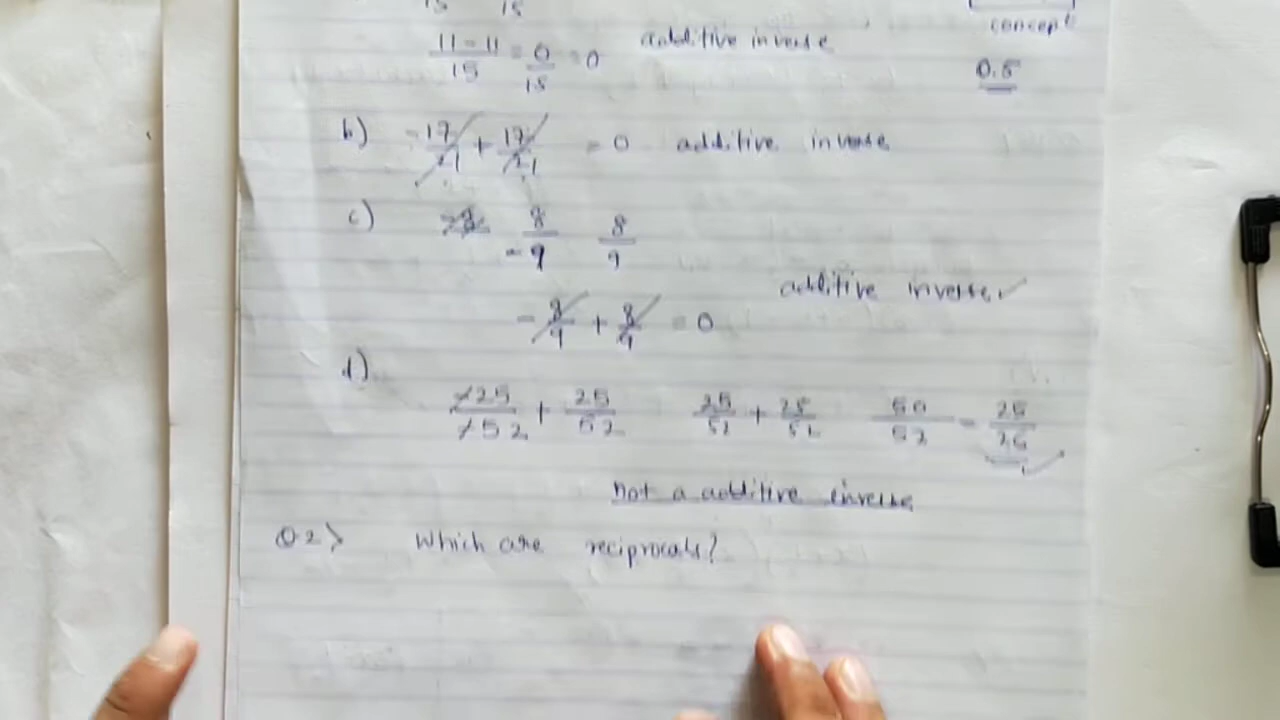 15 15
concept
11-11/15 = 0/15 = 0 additive inverse
0.5
b) -17/21 + 17/21 = 0 additive inverse
c) 8/-9 8/9
-8/9 + 8/9 = 0 additive inverse
d)
-25/-52 + 25/52 25/52 + 25/52 50/52 = 25/26
not a additive inverse
Q2> Which are reciprocals?